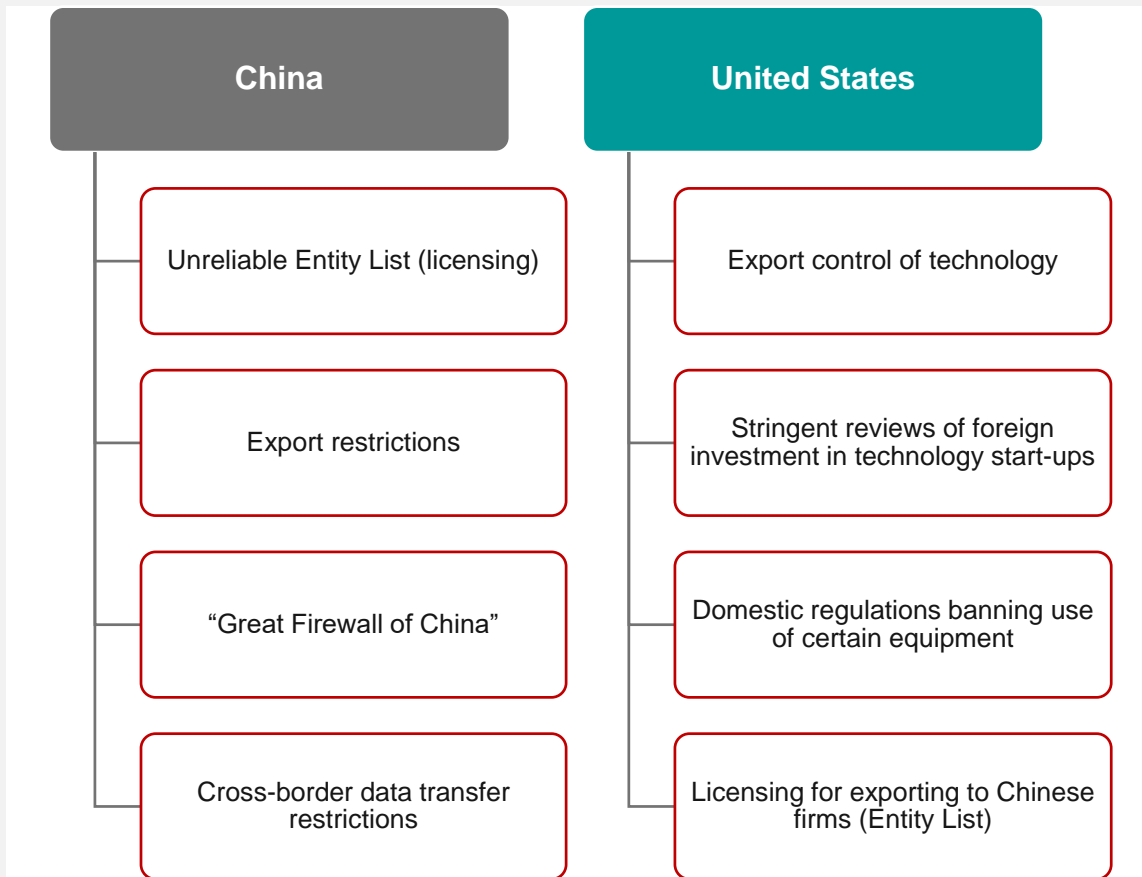 China
Unreliable Entity List (licensing)
Export restrictions
“Great Firewall of China”
Cross-border data transfer
restrictions
United States
Export control of technology
Stringent reviews of foreign
investment in technology start-ups
Domestic regulations banning use
of certain equipment
Licensing for exporting to Chinese
firms (Entity List)